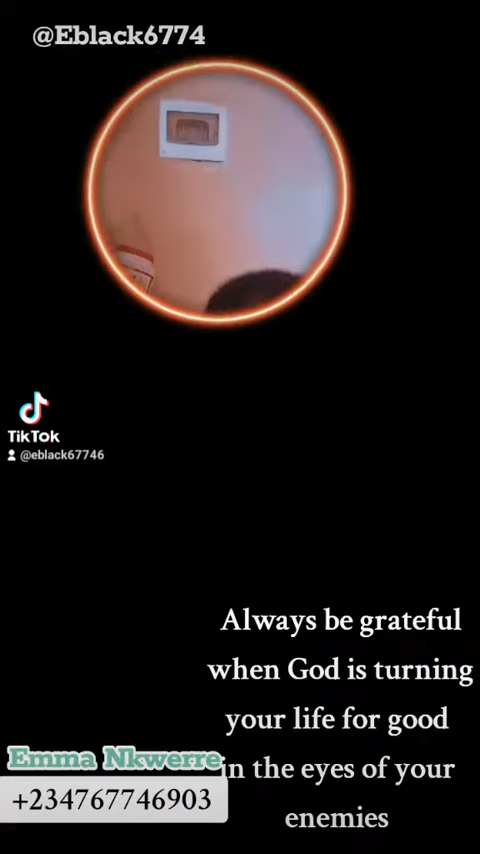 @Eblack6774
TikTok
@eblack67746
Always be grateful
when God is turning
your life for good
in the eyes of your
enemies
Emma Nkwerre
+234767746903